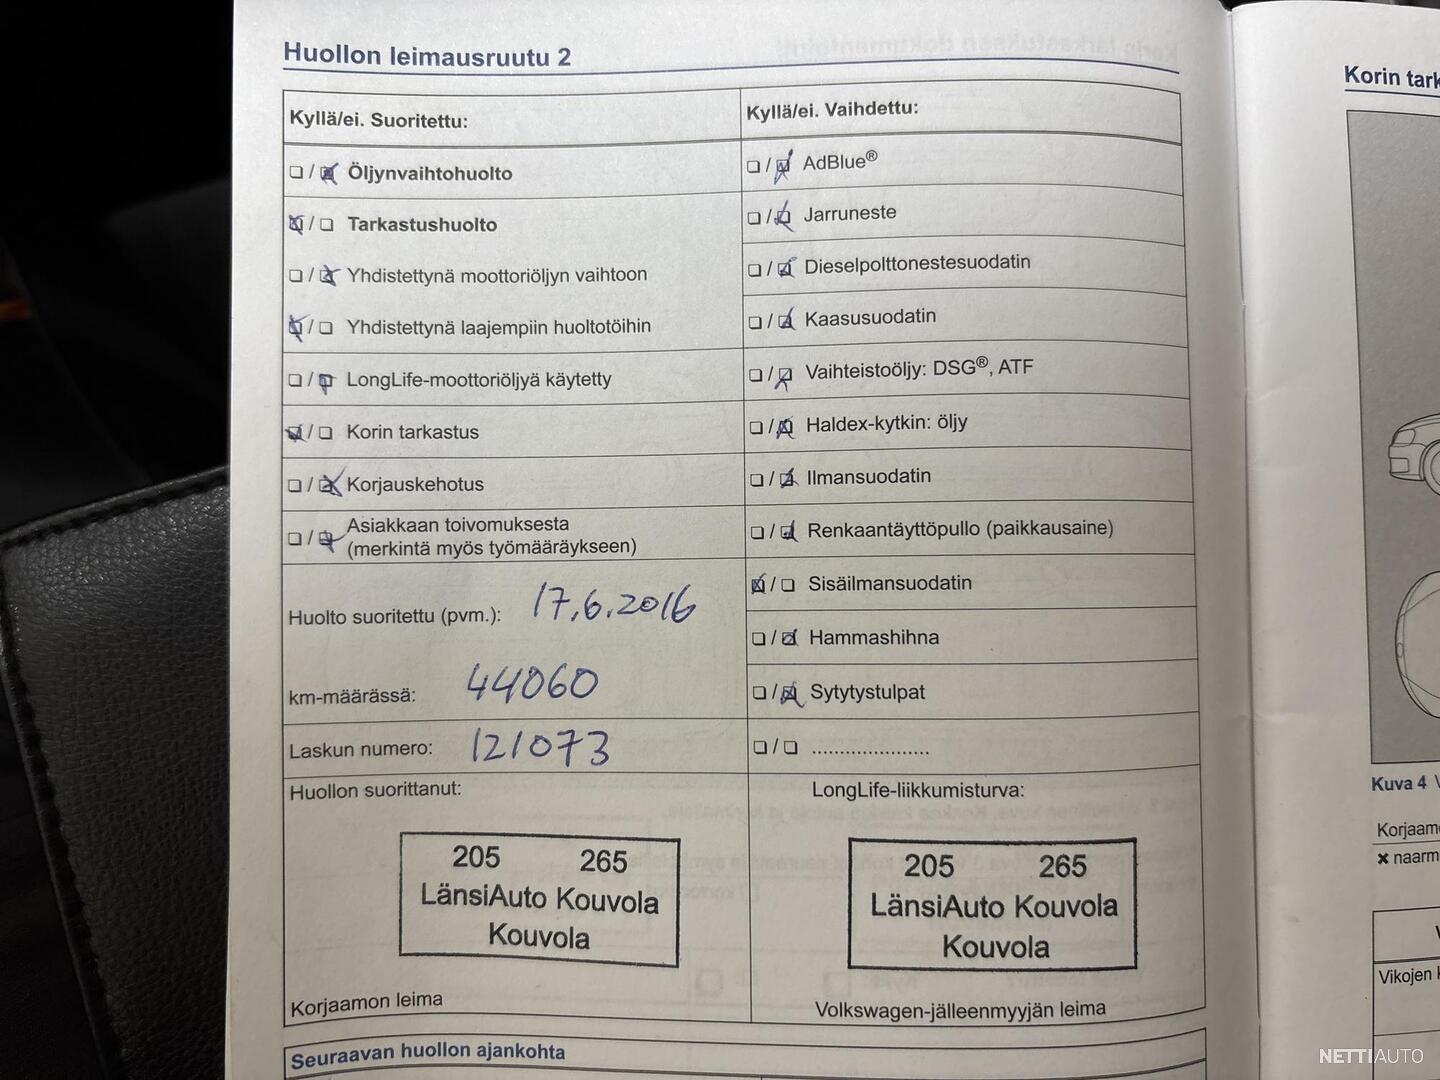 Huollon leimausruutu 2
Kyllä/ei. Suoritettu:
☐ / ☒ Öljynvaihtohuolto
☒ / ☐ Tarkastushuolto
☐ / ☒ Yhdistettynä moottoriöljyn vaihtoon
☒ / ☐ Yhdistettynä laajempiin huoltotöihin
☐ / ☒ LongLife-moottoriöljyä käytetty
☒ / ☐ Korin tarkastus
☐ / ☒ Korjauskehotus
☐ / ☒ Asiakkaan toivomuksesta
(merkintä myös työmääräykseen)
Huolto suoritettu (pvm.): 17.6.2016
km-määrässä: 44060
Laskun numero: 121073
Huollon suorittanut:
205 265
LänsiAuto Kouvola
Kouvola
Korjaamon leima
Kyllä/ei. Vaihdettu:
☐ / ☒ AdBlue®
☐ / ☒ Jarruneste
☐ / ☒ Dieselpolttonestesuodatin
☐ / ☒ Kaasusuodatin
☐ / ☒ Vaihteistoöljy: DSG®, ATF
☐ / ☒ Haldex-kytkin: öljy
☐ / ☒ Ilmansuodatin
☐ / ☒ Renkaantäyttöpullo (paikkausaine)
☒ / ☐ Sisäilmansuodatin
☐ / ☒ Hammashihna
☐ / ☒ Sytytystulpat
☐ / ☐ .....................
LongLife-liikkumisturva:
205 265
LänsiAuto Kouvola
Kouvola
Volkswagen-jälleenmyyjän leima
Seuraavan huollon ajankohta
Korin tark
Kuva 4
Korjaam
✖ naarm
Vikojen
NETTIAUTO